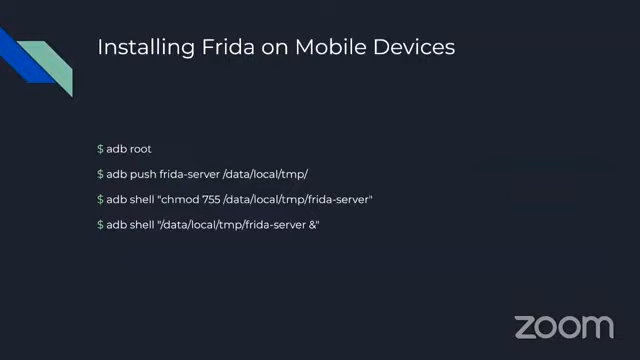 Installing Frida on Mobile Devices
$ adb root
$ adb push frida-server /data/local/tmp/
$ adb shell "chmod 755 /data/local/tmp/frida-server"
$ adb shell "/data/local/tmp/frida-server &"
zoom